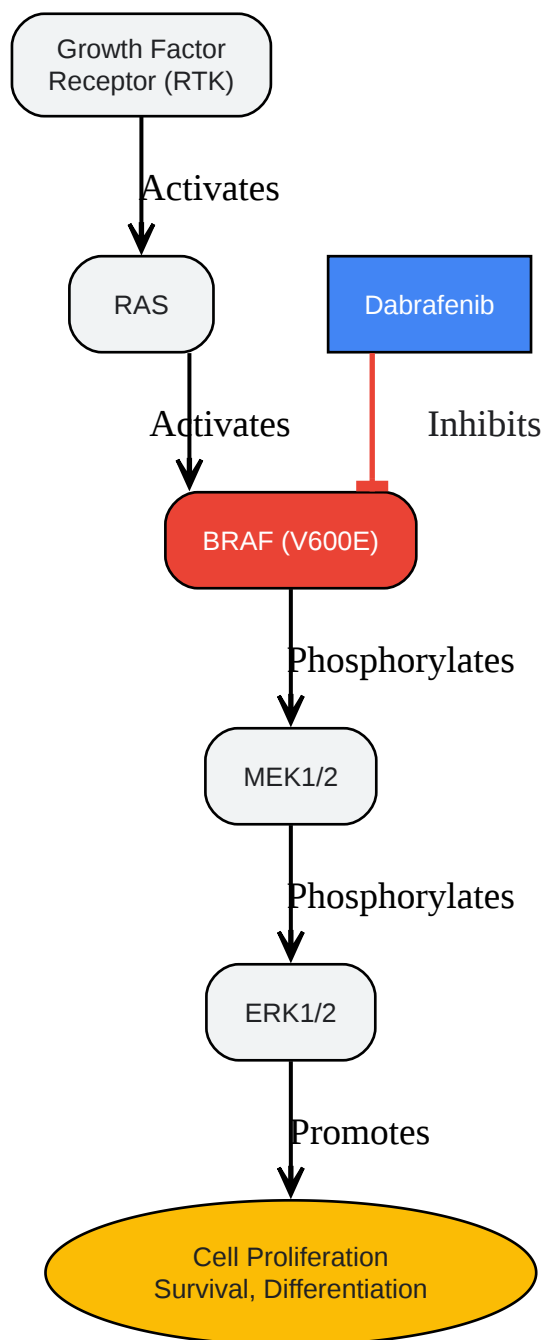 Growth Factor
Receptor (RTK)
Activates
RAS
Dabrafenib
Activates
Inhibits
BRAF (V600E)
Phosphorylates
MEK1/2
Phosphorylates
ERK1/2
Promotes
Cell Proliferation
Survival, Differentiation